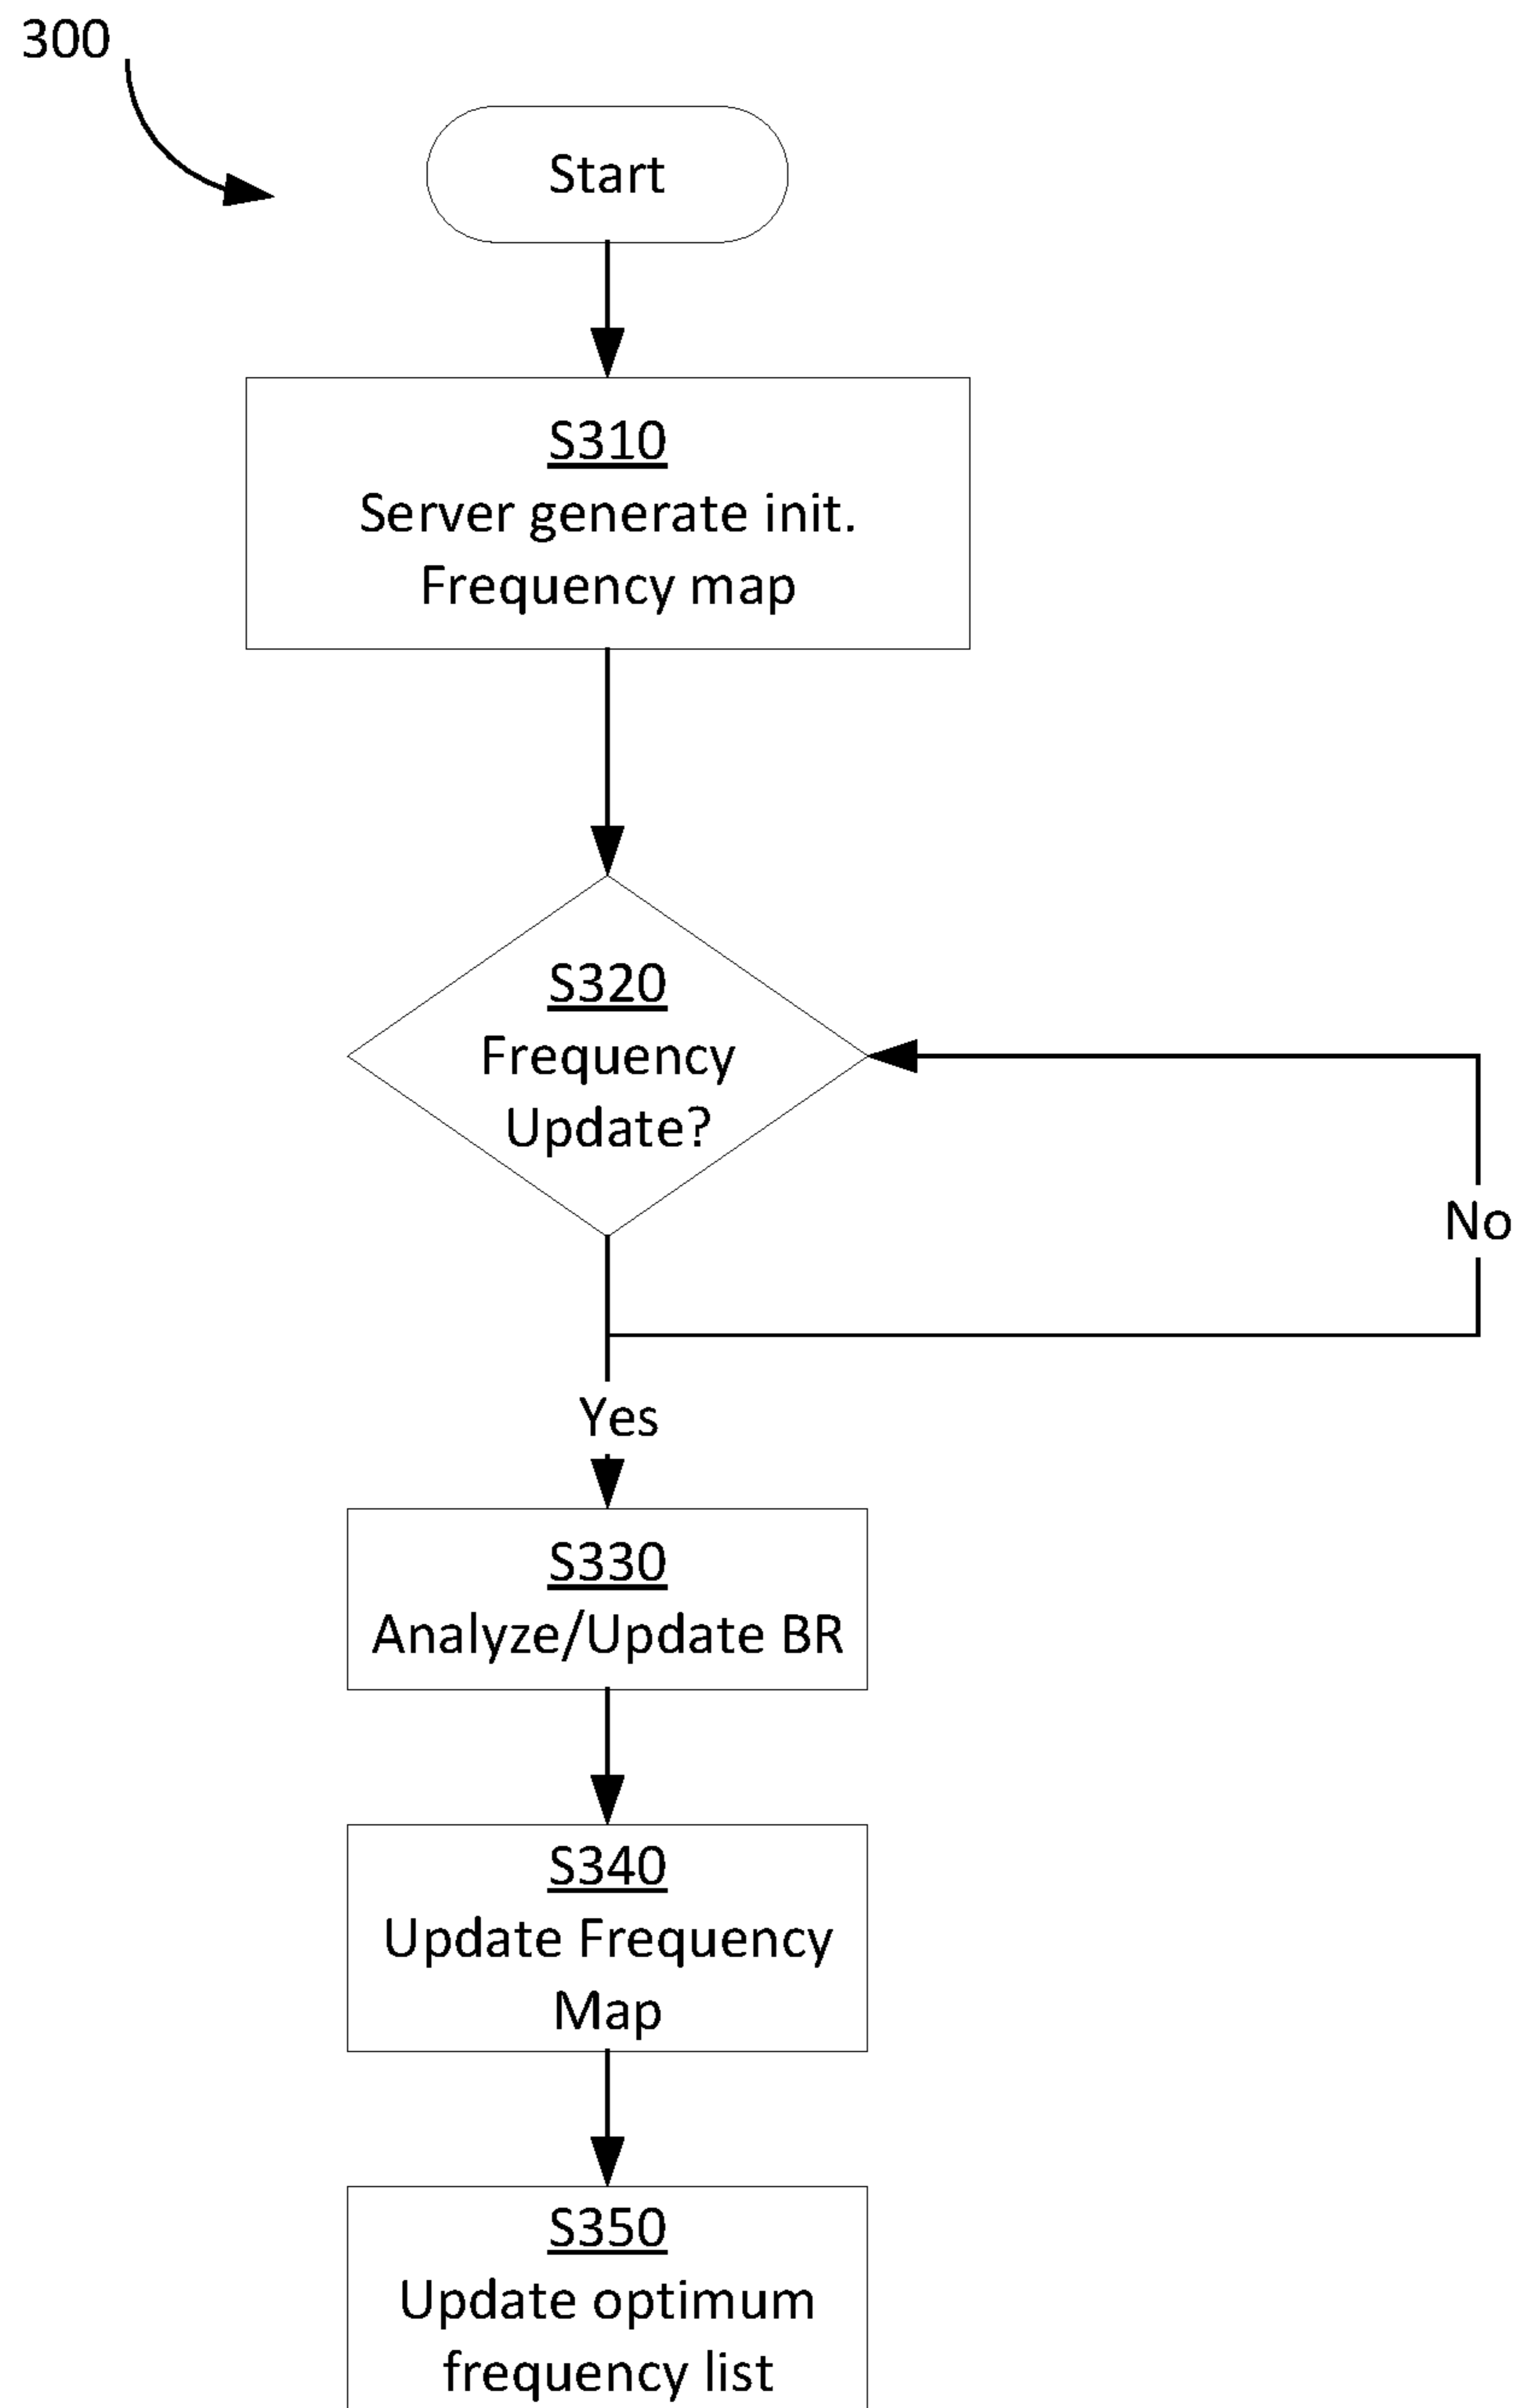 300
Start
S310
Server generate init.
Frequency map
S320
Frequency
Update?
No
Yes
S330
Analyze/Update BR
S340
Update Frequency
Map
S350
Update optimum
frequency list